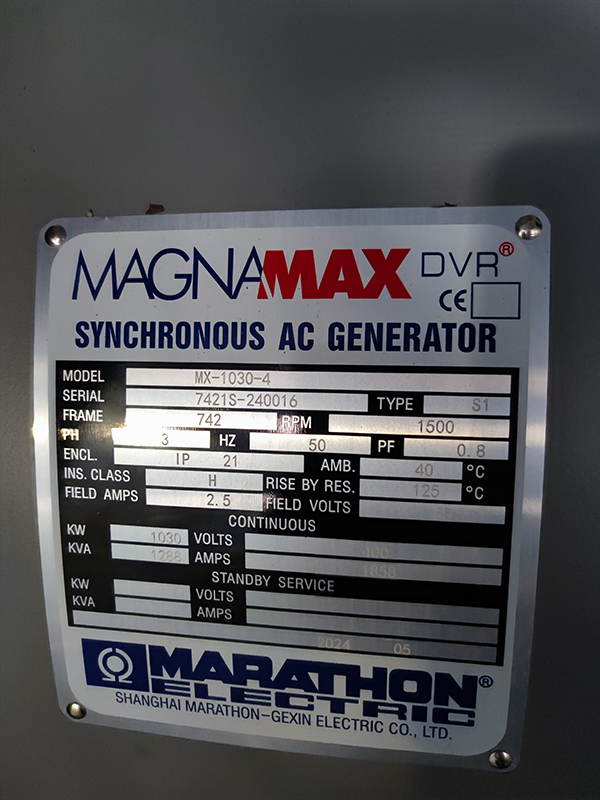 MAGNAMAX DVR®
CE
SYNCHRONOUS AC GENERATOR
MODEL MX-1030-4
SERIAL 7421S-240016 TYPE S1
FRAME 742 RPM 1500
PH 3 HZ 50 PF 0.8
ENCL. IP 21 AMB. 40 °C
INS. CLASS H RISE BY RES. 125 °C
FIELD AMPS 2.5 FIELD VOLTS
CONTINUOUS
KW 1030 VOLTS 400
KVA 1288 AMPS 1858
STANDBY SERVICE
KW VOLTS
KVA AMPS
2024 05
Ω MARATHON®
ELECTRIC
SHANGHAI MARATHON-GEXIN ELECTRIC CO., LTD.